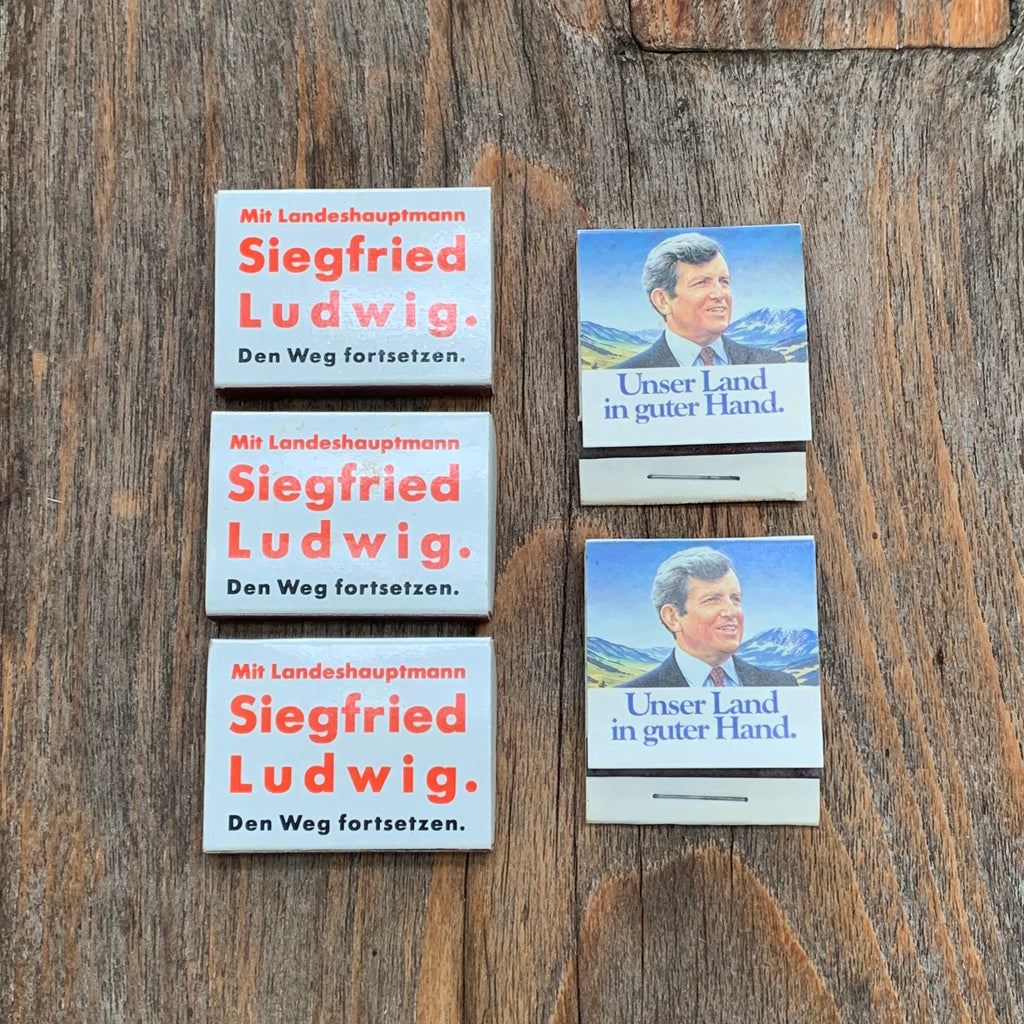 Mit Landeshauptmann
Siegfried
Ludwig.
Den Weg fortsetzen.
Mit Landeshauptmann
Siegfried
Ludwig.
Den Weg fortsetzen.
Mit Landeshauptmann
Siegfried
Ludwig.
Den Weg fortsetzen.
Unser Land
in guter Hand.
Unser Land
in guter Hand.